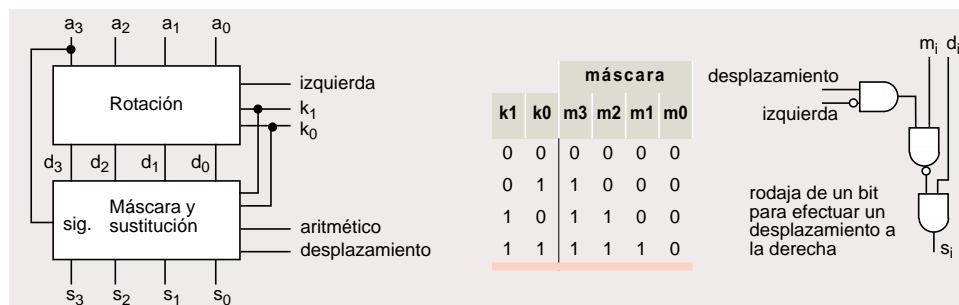 a3 a2 a1 a0
Rotación
izquierda
k1
k0
d3 d2 d1 d0
sig.
Máscara y
sustitución
aritmético
desplazamiento
s3 s2 s1 s0
máscara
k1 k0 m3 m2 m1 m0
0 0 0 0 0 0
0 1 1 0 0 0
1 0 1 1 0 0
1 1 1 1 1 0
mi di
desplazamiento
izquierda
rodaja de un bit
para efectuar un
desplazamiento a
la derecha
si